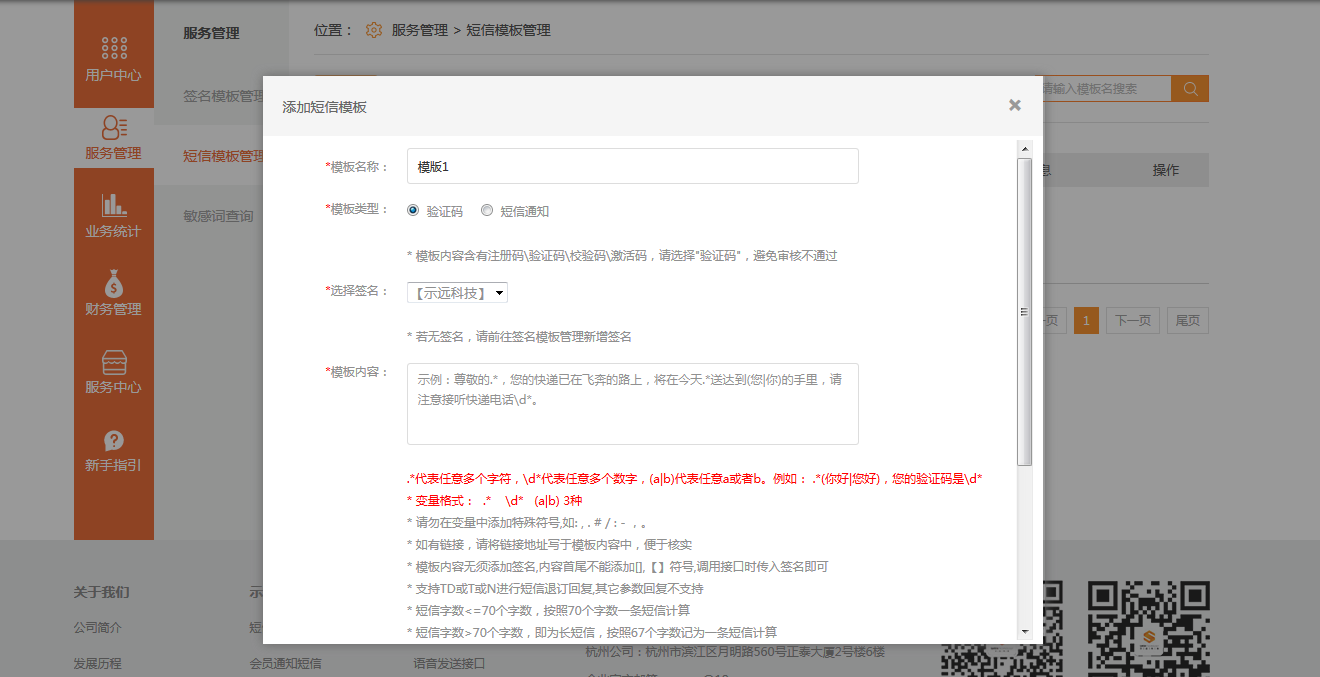 用户中心
服务管理
业务统计
财务管理
服务中心
新手指引
服务管理
签名模板管理
短信模板管理
敏感词查询
位置： 服务管理 > 短信模板管理
请输入模板名搜索
息 操作
一页 1 下一页 尾页
添加短信模板
*模板名称： 模版1
*模板类型： 验证码 短信通知
* 模板内容含有注册码\验证码\校验码\激活码，请选择"验证码"，避免审核不通过
*选择签名： 【示远科技】
* 若无签名，请前往签名模板管理新增签名
*模板内容： 示例：尊敬的.*，您的快递已在飞奔的路上，将在今天.*送达到(您|你)的手里，请
注意接听快递电话\d*。
.*代表任意多个字符，\d*代表任意多个数字，(a|b)代表任意a或者b。例如： .*(你好|您好)，您的验证码是\d*
* 变量格式： .* \d* (a|b) 3种
* 请勿在变量中添加特殊符号,如: , . # / : - ，。
* 如有链接，请将链接地址写于模板内容中，便于核实
* 模板内容无须添加签名,内容首尾不能添加[],【】符号,调用接口时传入签名即可
* 支持TD或T或N进行短信退订回复,其它参数回复不支持
* 短信字数<=70个字数，按照70个字数一条短信计算
* 短信字数>70个字数，即为长短信，按照67个字数记为一条短信计算
关于我们
公司简介
发展历程
示
短
会员通知短信
语音发送接口
杭州公司：杭州市滨江区月明路560号正泰大厦2号楼6楼